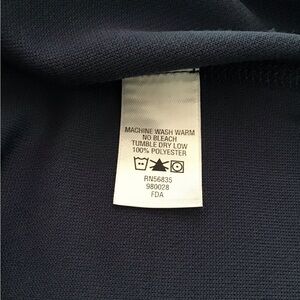 MACHINE WASH WARM
NO BLEACH
TUMBLE DRY LOW
100% POLYESTER
RN56835
980028
FDA